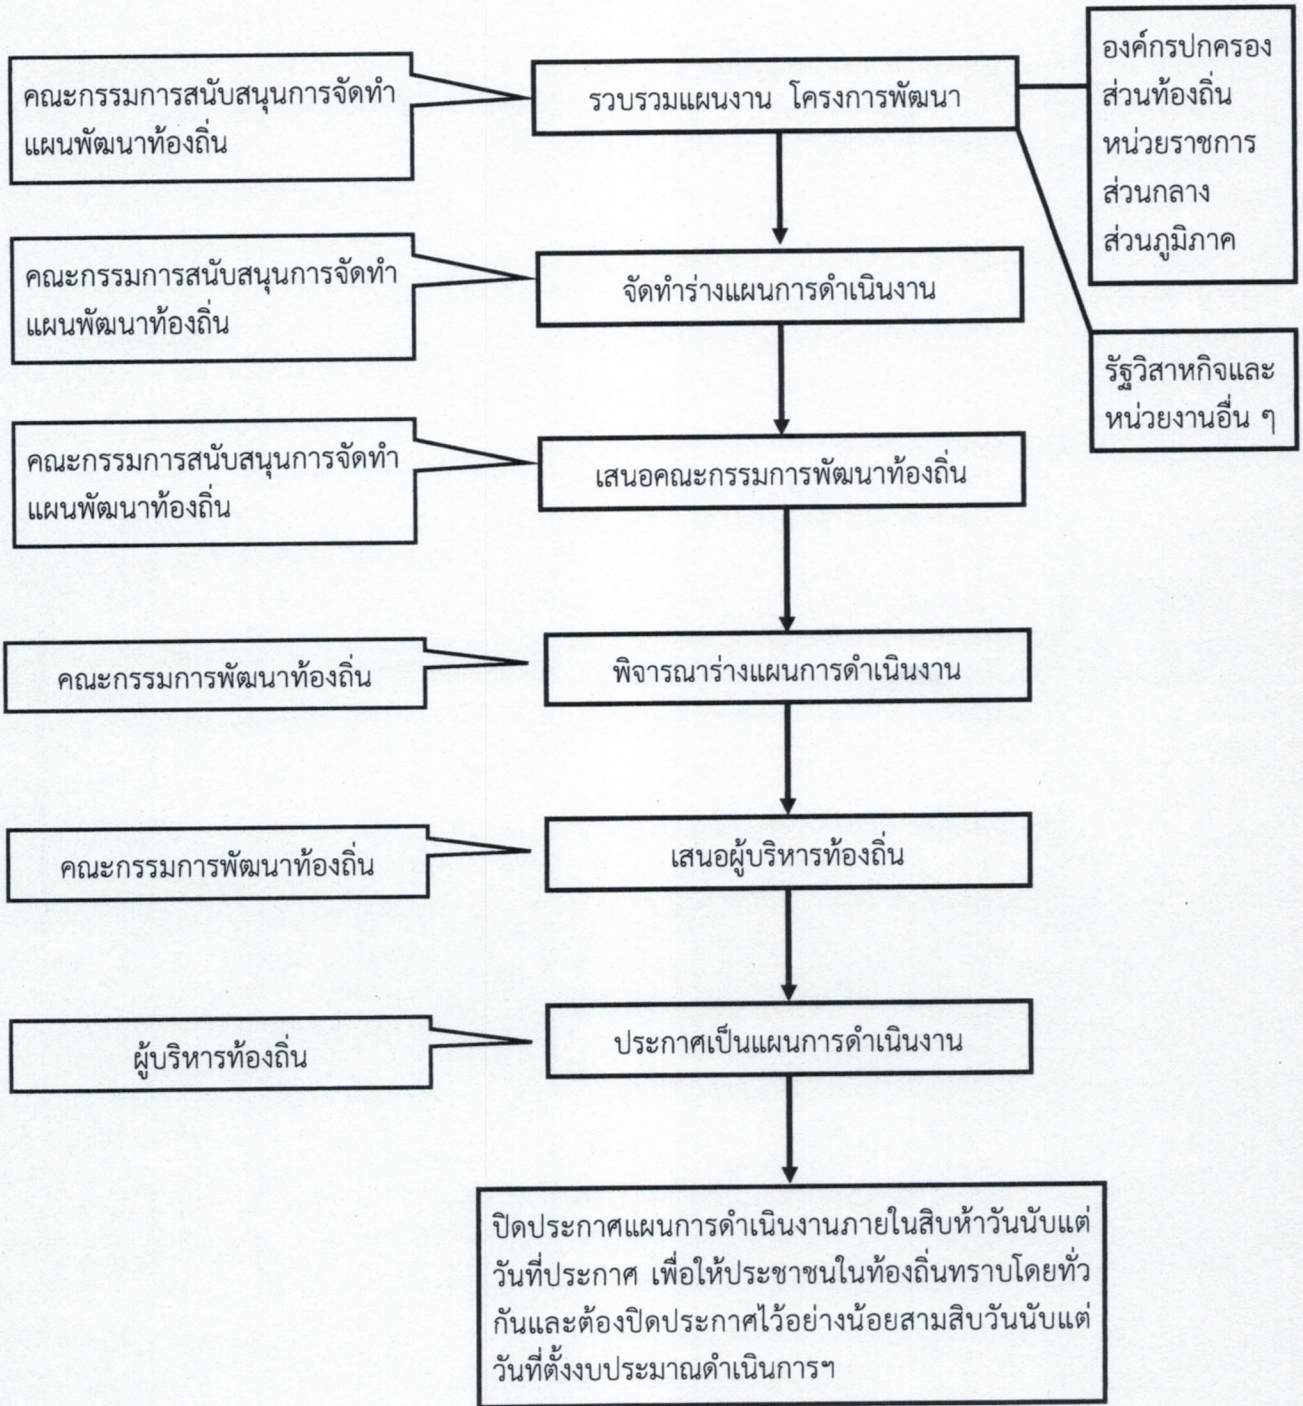 องค์กรปกครอง
ส่วนท้องถิ่น
หน่วยราชการ
ส่วนกลาง
ส่วนภูมิภาค
คณะกรรมการสนับสนุนการจัดทำ
แผนพัฒนาท้องถิ่น
รวบรวมแผนงาน โครงการพัฒนา
คณะกรรมการสนับสนุนการจัดทำ
แผนพัฒนาท้องถิ่น
จัดทำร่างแผนการดำเนินงาน
รัฐวิสาหกิจและ
หน่วยงานอื่น ๆ
คณะกรรมการสนับสนุนการจัดทำ
แผนพัฒนาท้องถิ่น
เสนอคณะกรรมการพัฒนาท้องถิ่น
คณะกรรมการพัฒนาท้องถิ่น
พิจารณาร่างแผนการดำเนินงาน
คณะกรรมการพัฒนาท้องถิ่น
เสนอผู้บริหารท้องถิ่น
ผู้บริหารท้องถิ่น
ประกาศเป็นแผนการดำเนินงาน
ปิดประกาศแผนการดำเนินงานภายในสิบห้าวันนับแต่
วันที่ประกาศ เพื่อให้ประชาชนในท้องถิ่นทราบโดยทั่ว
กันและต้องปิดประกาศไว้อย่างน้อยสามสิบวันนับแต่
วันที่ตั้งงบประมาณดำเนินการฯ